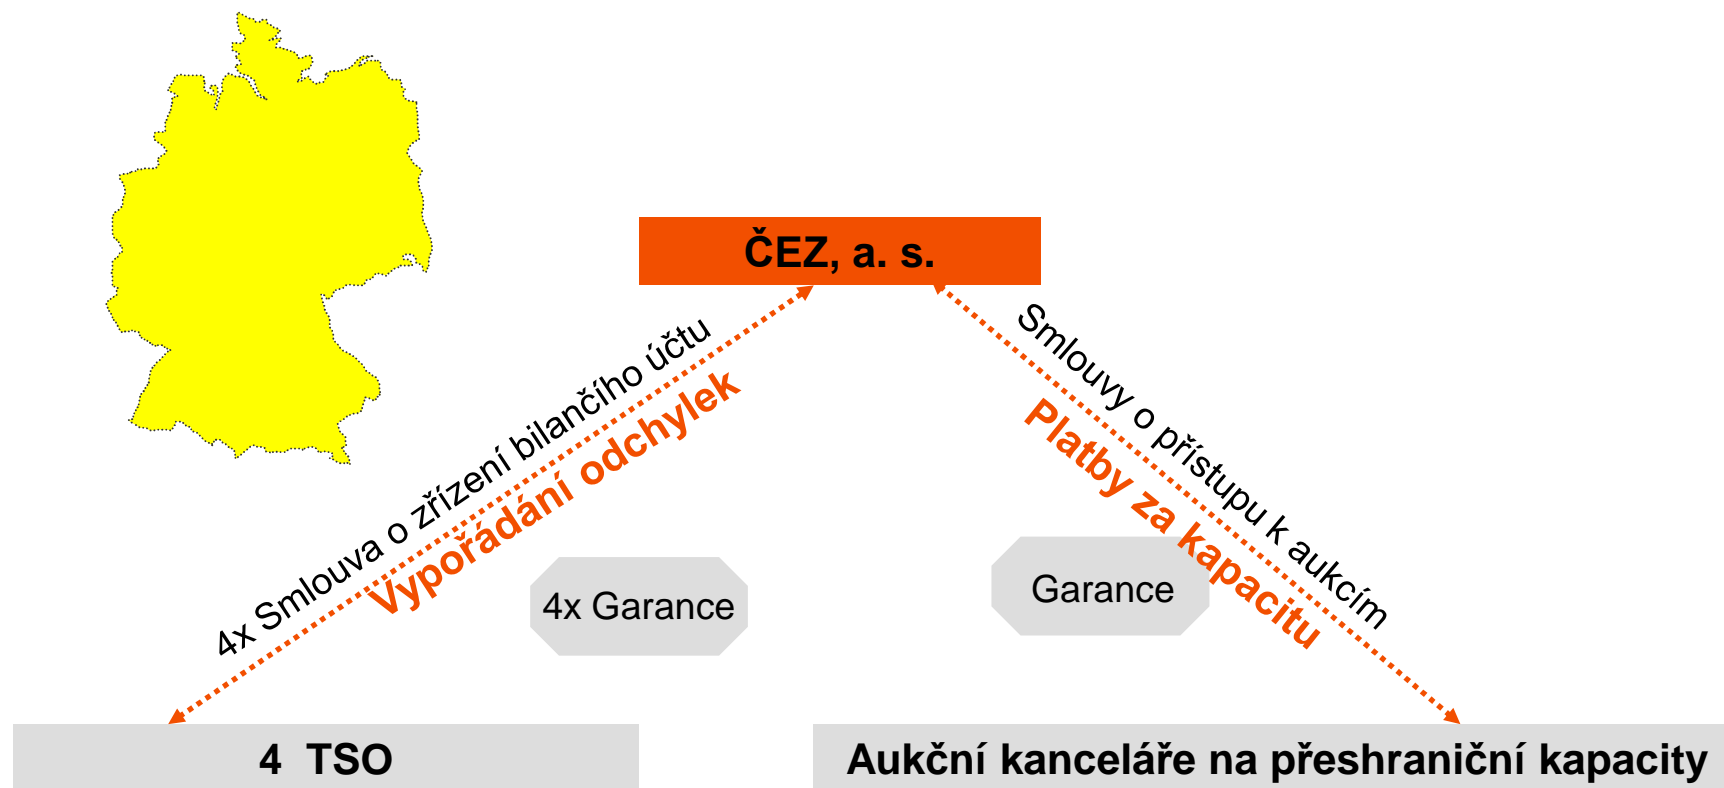 ČEZ, a. s.
4x Smlouva o zřízení bilančího účtu
Vypořádání odchylek
Smlouvy o přístupu k aukcím
Platby za kapacitu
4x Garance
Garance
4 TSO
Aukční kanceláře na přeshraniční kapacity